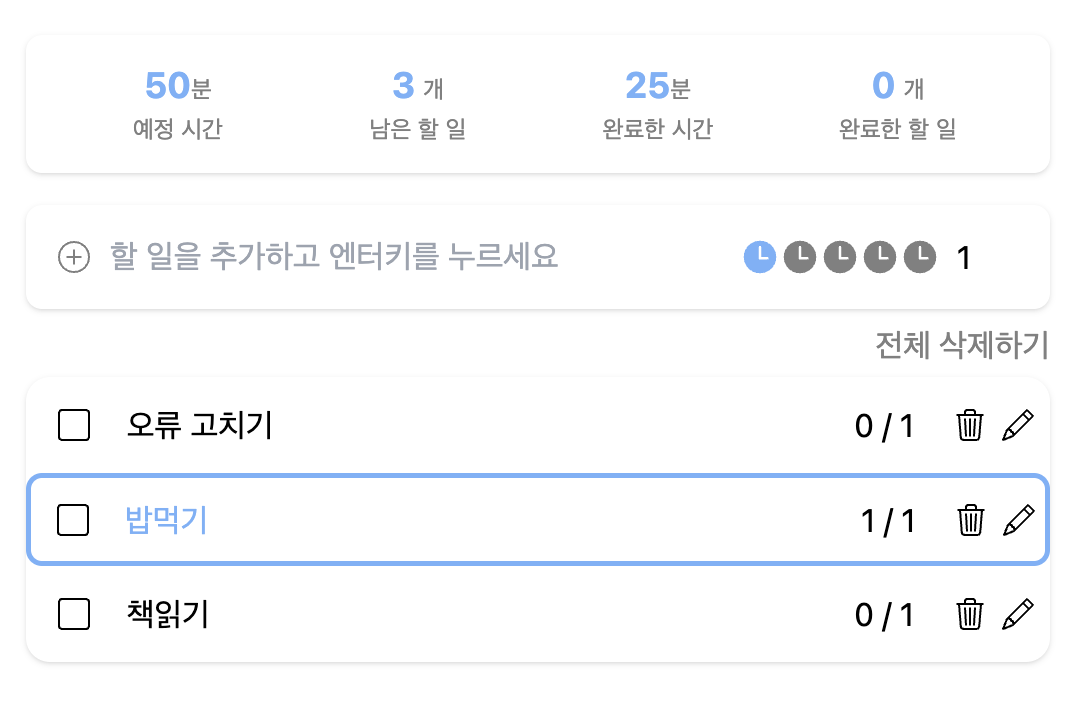 50분 3 개 25분 0 개
예정 시간 남은 할 일 완료한 시간 완료한 할 일
할 일을 추가하고 엔터키를 누르세요 1
전체 삭제하기
오류 고치기 0 / 1
밥먹기 1 / 1
책읽기 0 / 1